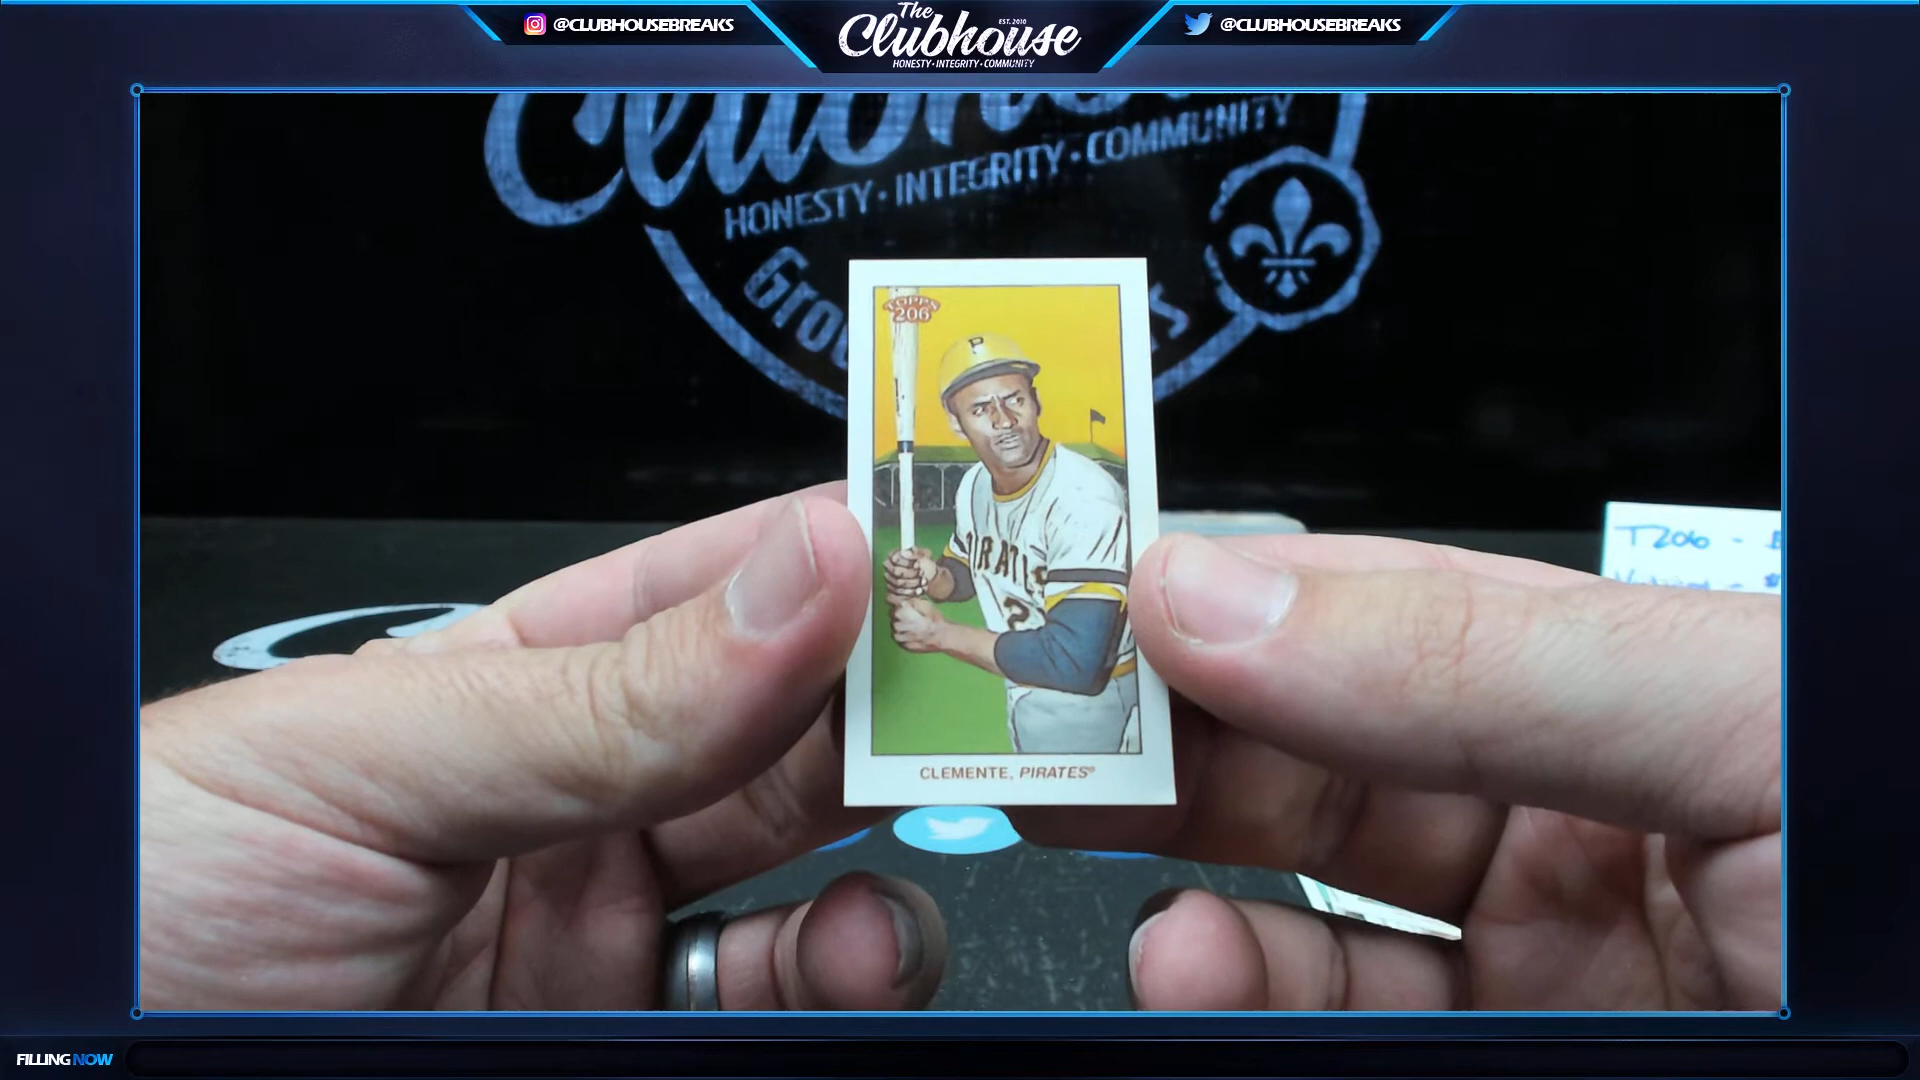 @CLUBHOUSEBREAKS
The
EST. 2010
Clubhouse
HONESTY • INTEGRITY • COMMUNITY
@CLUBHOUSEBREAKS
HONESTY • INTEGRITY • COMMUNITY
TOPPS
206
P
PIRATES
2
CLEMENTE, PIRATES®
T206 -
FILLING NOW